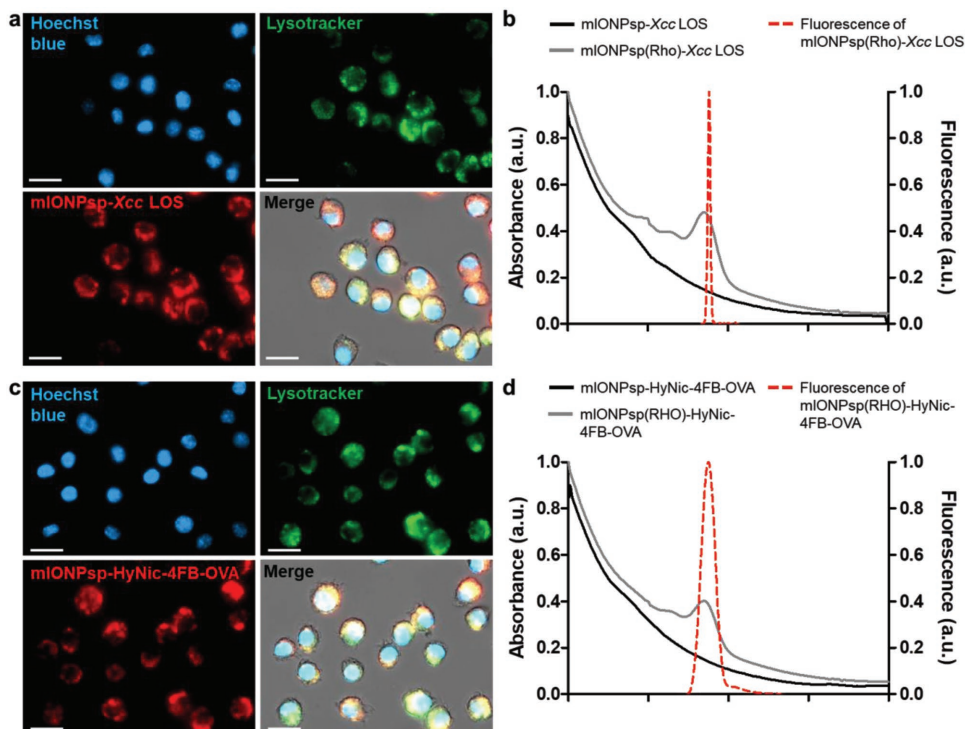 a
Hoechst
blue
Lysotracker
mIONPsp-Xcc LOS
Merge
b
mIONPsp-Xcc LOS
mIONPsp(Rho)-Xcc LOS
Fluorescence of
mIONPsp(Rho)-Xcc LOS
1.0
0.8
0.6
0.4
0.2
0.0
Absorbance (a.u.)
1.0
0.8
0.6
0.4
0.2
0.0
Fluorescence (a.u.)
c
Hoechst
blue
Lysotracker
mIONPsp-HyNic-4FB-OVA
Merge
d
mIONPsp-HyNic-4FB-OVA
mIONPsp(RHO)-HyNic-
4FB-OVA
Fluorescence of
mIONPsp(RHO)-HyNic-
4FB-OVA
1.0
0.8
0.6
0.4
0.2
0.0
Absorbance (a.u.)
1.0
0.8
0.6
0.4
0.2
0.0
Fluorescence (a.u.)